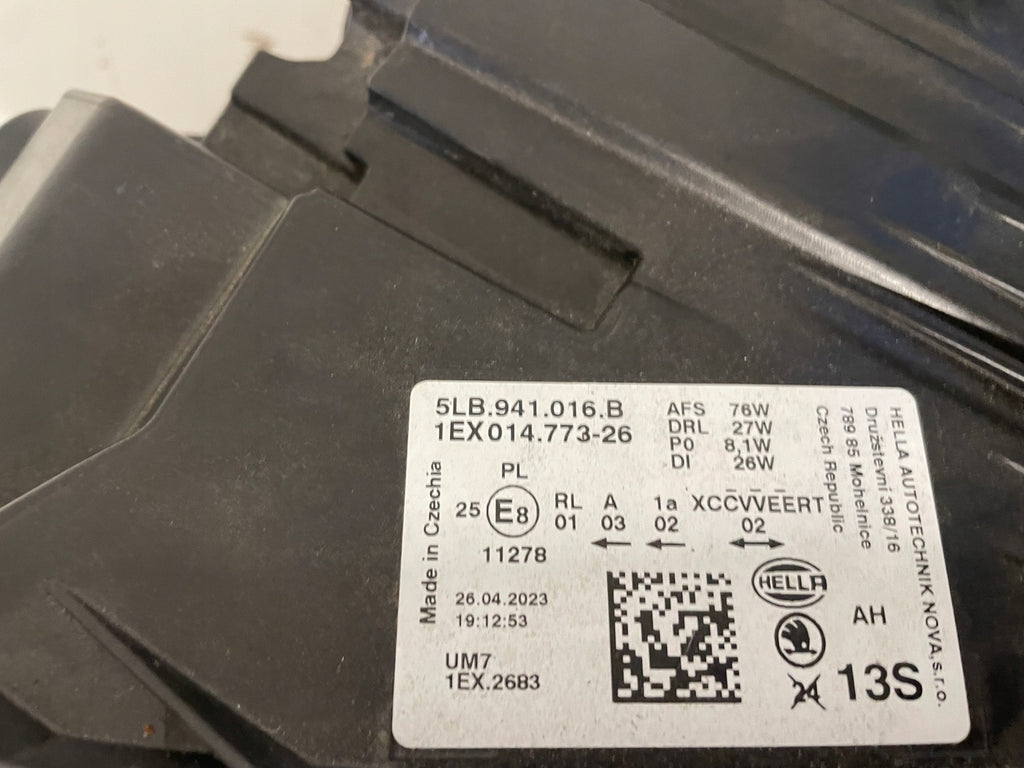 5LB.941.016.B
1EX 014.773-26
AFS 76W
DRL 27W
PO 8,1W
DI 26W
Made in Czechia
PL
25 E8
11278
RL A 1a XCCVVEERT
01 03 02 02
26.04.2023
19:12:53
UM7
1EX.2683
HELLA
AH
24
13S
HELLA AUTOTECHNIK NOVA,s.r.o.
Družstevní 338/16
789 85 Mohelnice
Czech Republic